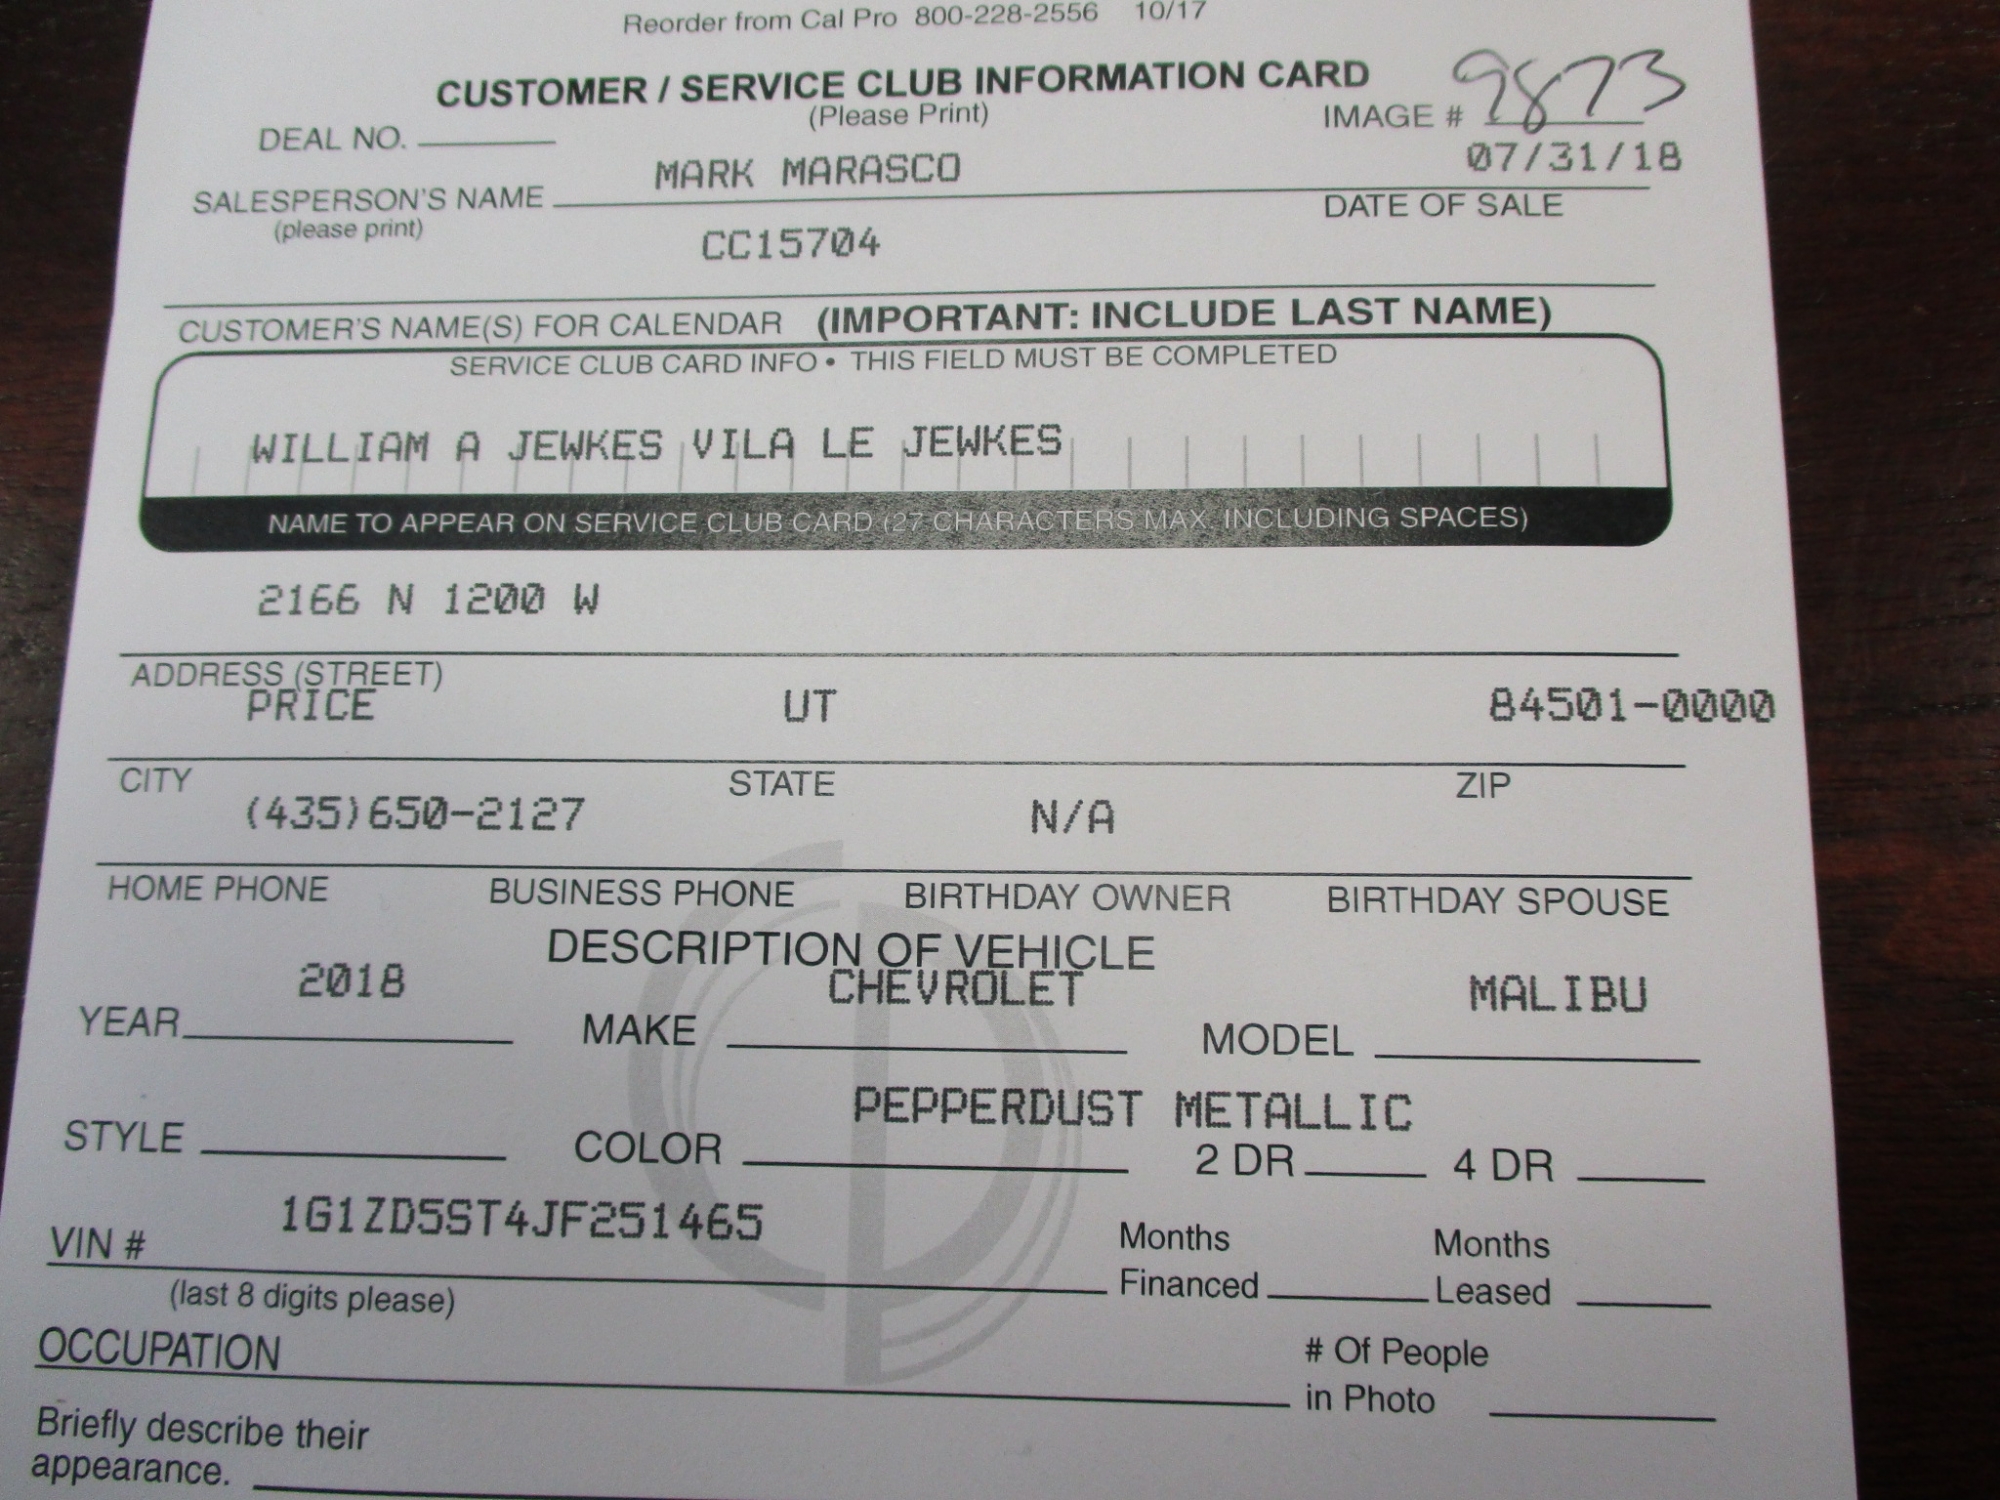 Reorder from Cal Pro 800-228-2556 10/17
CUSTOMER / SERVICE CLUB INFORMATION CARD
(Please Print)
IMAGE # 9873
DEAL NO.
MARK MARASCO 07/31/18
SALESPERSON'S NAME DATE OF SALE
(please print)
CC15704
CUSTOMER'S NAME(S) FOR CALENDAR (IMPORTANT: INCLUDE LAST NAME)
SERVICE CLUB CARD INFO • THIS FIELD MUST BE COMPLETED
WILLIAM A JEWKES VILA LE JEWKES
NAME TO APPEAR ON SERVICE CLUB CARD (27 CHARACTERS MAX. INCLUDING SPACES)
2166 N 1200 W
ADDRESS (STREET)
PRICE UT 84501-0000
CITY STATE ZIP
(435)650-2127 N/A
HOME PHONE BUSINESS PHONE BIRTHDAY OWNER BIRTHDAY SPOUSE
DESCRIPTION OF VEHICLE
2018 CHEVROLET MALIBU
YEAR MAKE MODEL
PEPPERDUST METALLIC
STYLE COLOR 2 DR 4 DR
1G1ZD5ST4JF251465
VIN # Months Financed Months Leased
(last 8 digits please)
OCCUPATION # Of People in Photo
Briefly describe their
appearance.